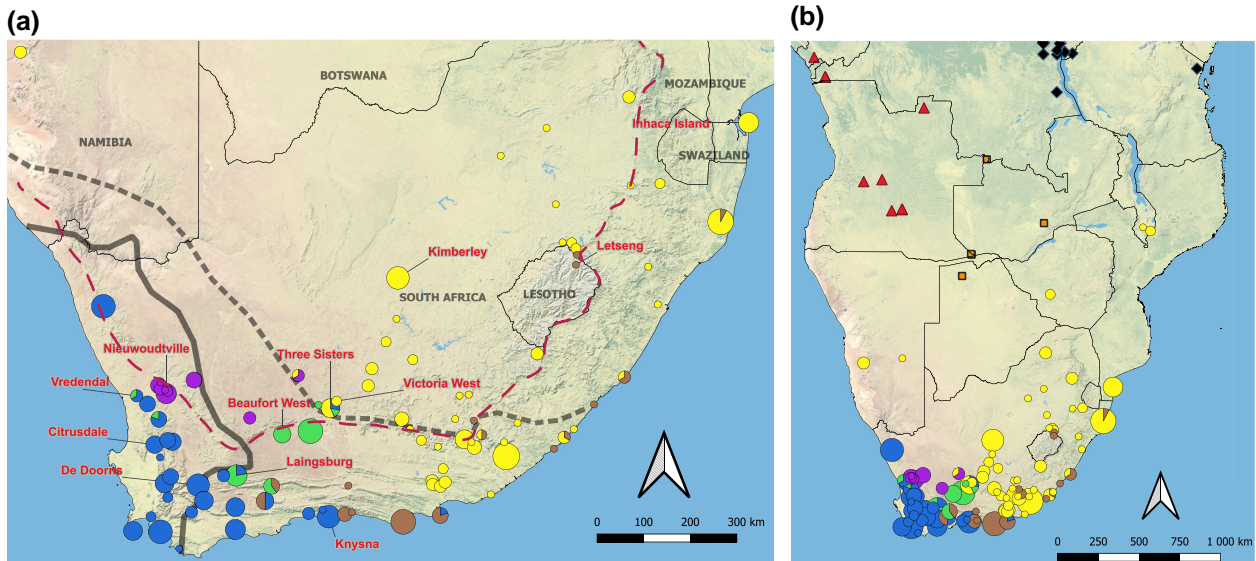 (a)
(b)
BOTSWANA
MOZAMBIQUE
NAMIBIA
Inhaca Island
SWAZILAND
Kimberley
Letseng
SOUTH AFRICA
LESOTHO
Nieuwoudtville
Three Sisters
Vredendal
Victoria West
Beaufort West
Citrusdale
De Doorns
Laingsburg
Knysna
0 100 200 300 km
0 250 500 750 1 000 km